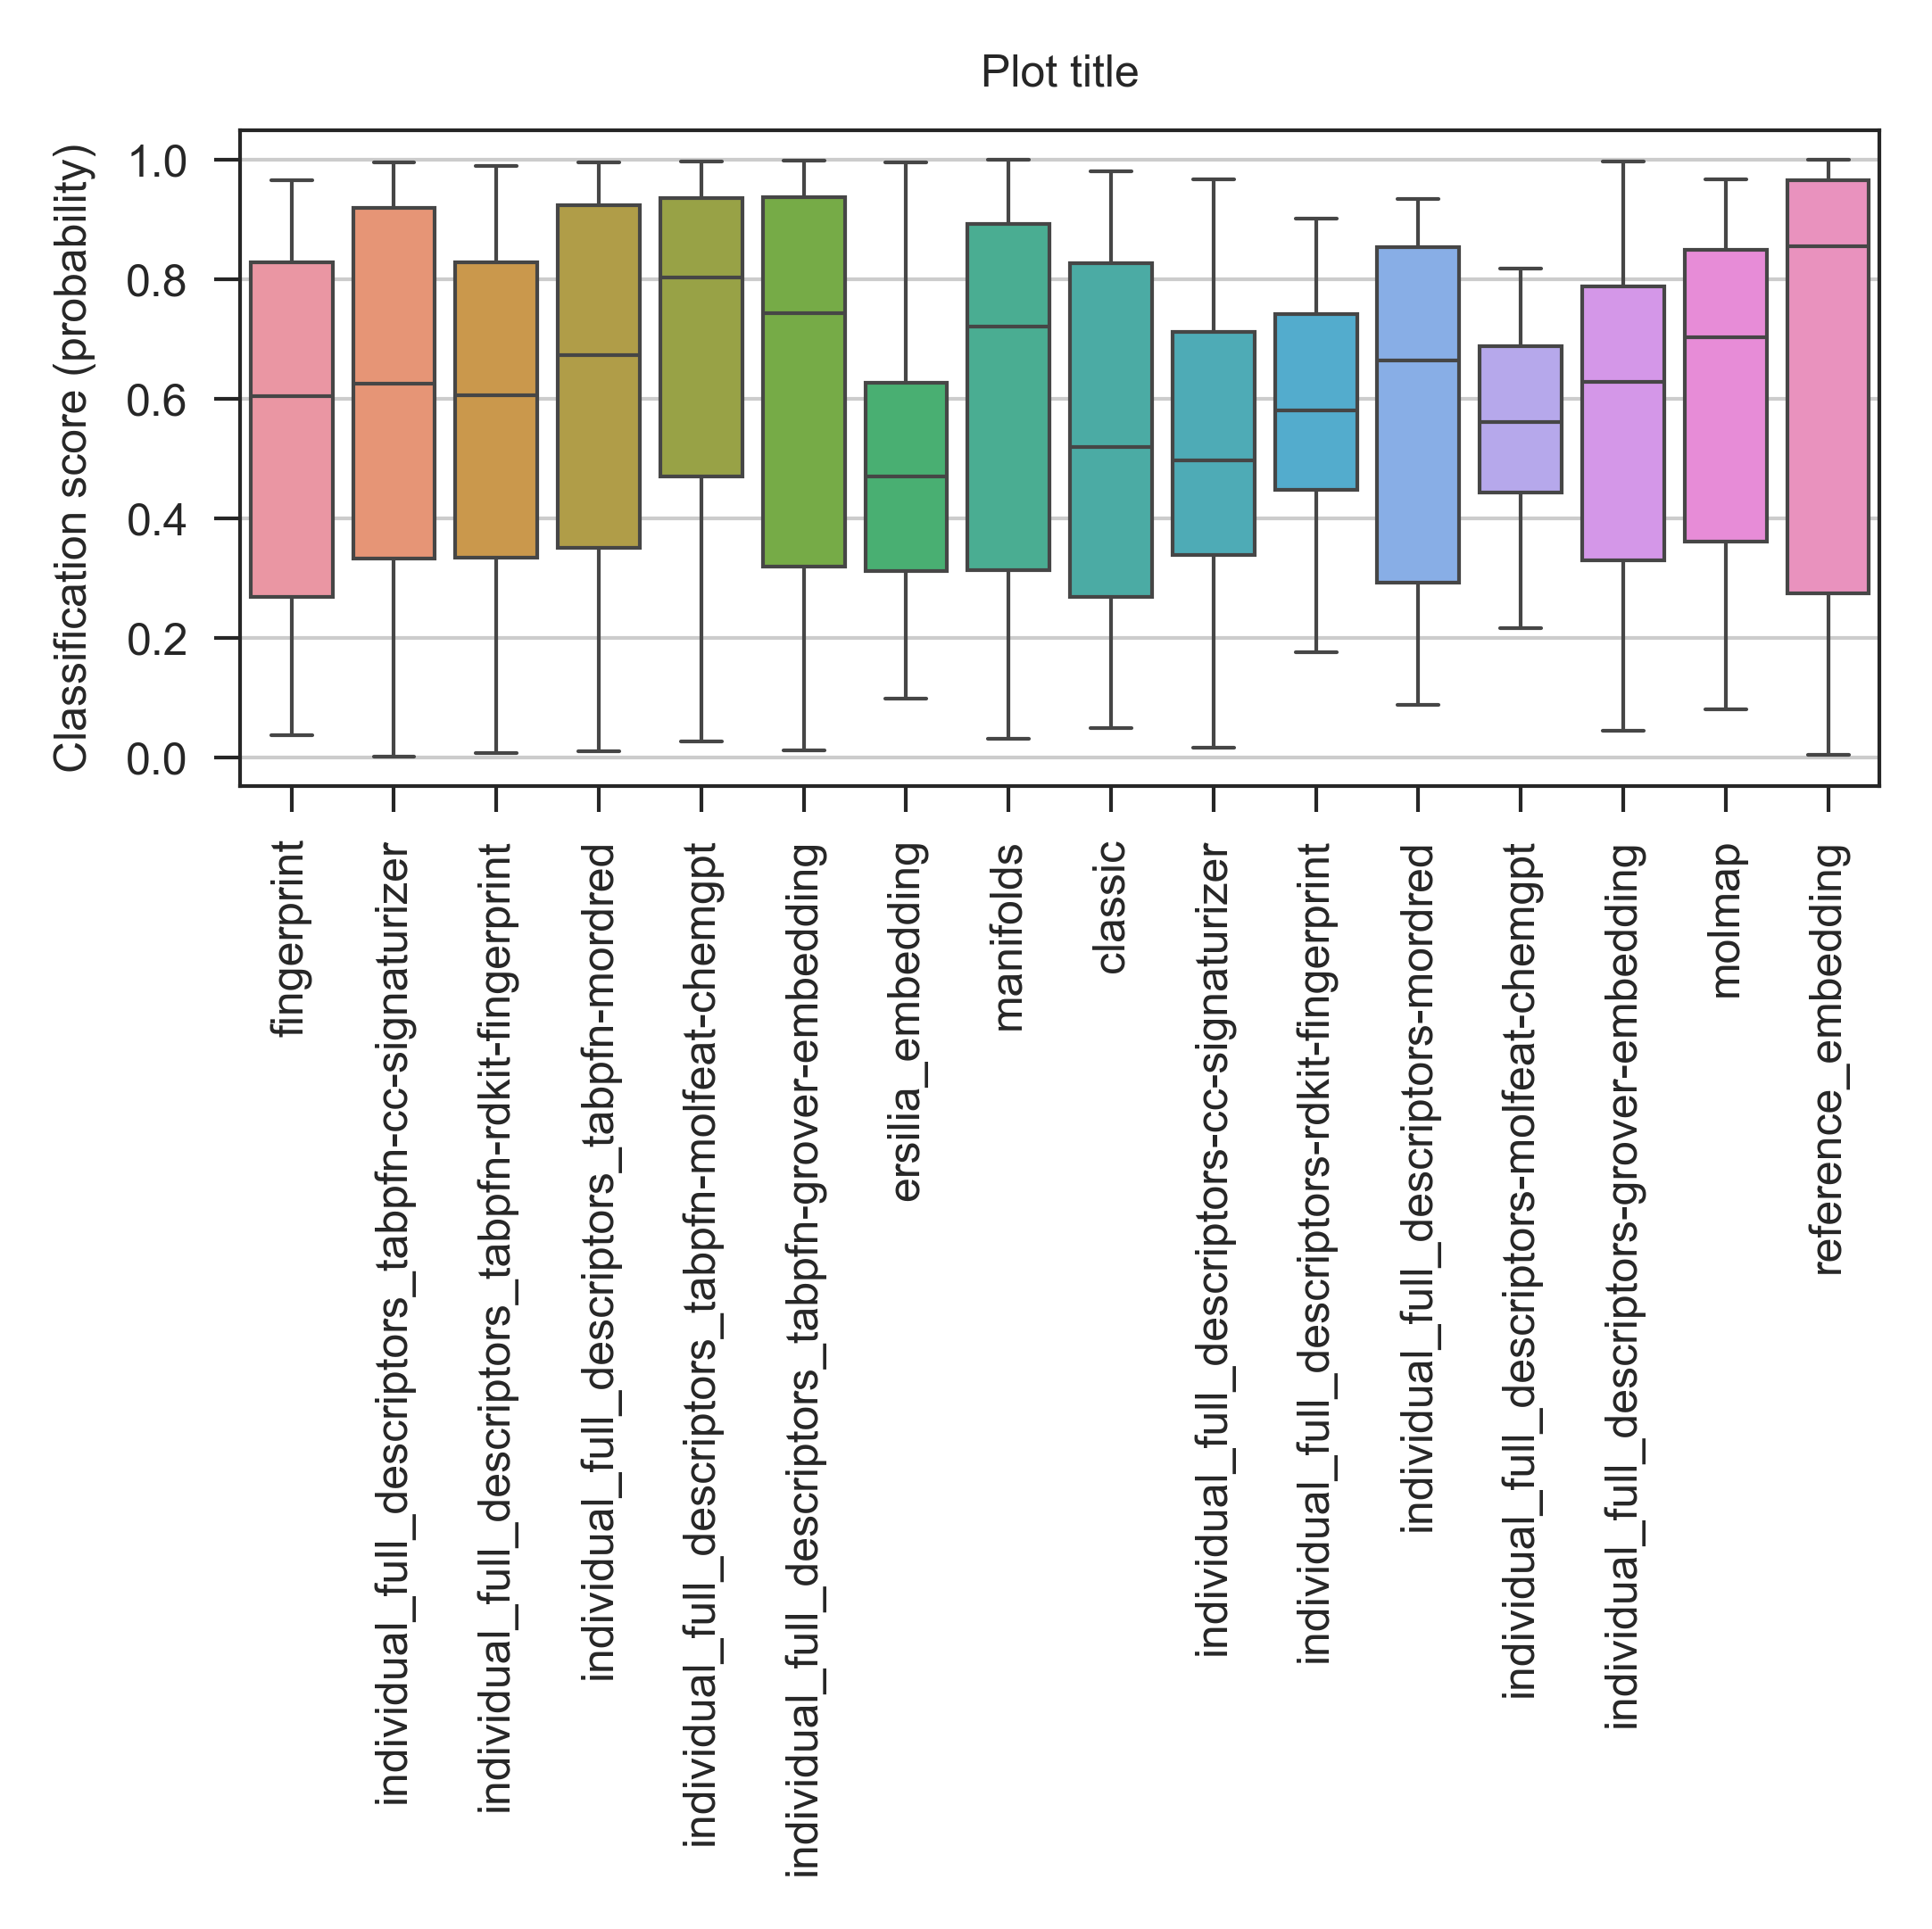 Plot title
Classification score (probability)
1.0
0.8
0.6
0.4
0.2
0.0
fingerprint
individual_full_descriptors_tabpfn-cc-signaturizer
individual_full_descriptors_tabpfn-rdkit-fingerprint
individual_full_descriptors_tabpfn-mordred
individual_full_descriptors_tabpfn-molfeat-chemgpt
individual_full_descriptors_tabpfn-grover-embedding
ersilia_embedding
manifolds
classic
individual_full_descriptors-cc-signaturizer
individual_full_descriptors-rdkit-fingerprint
individual_full_descriptors-mordred
individual_full_descriptors-molfeat-chemgpt
individual_full_descriptors-grover-embedding
molmap
reference_embedding